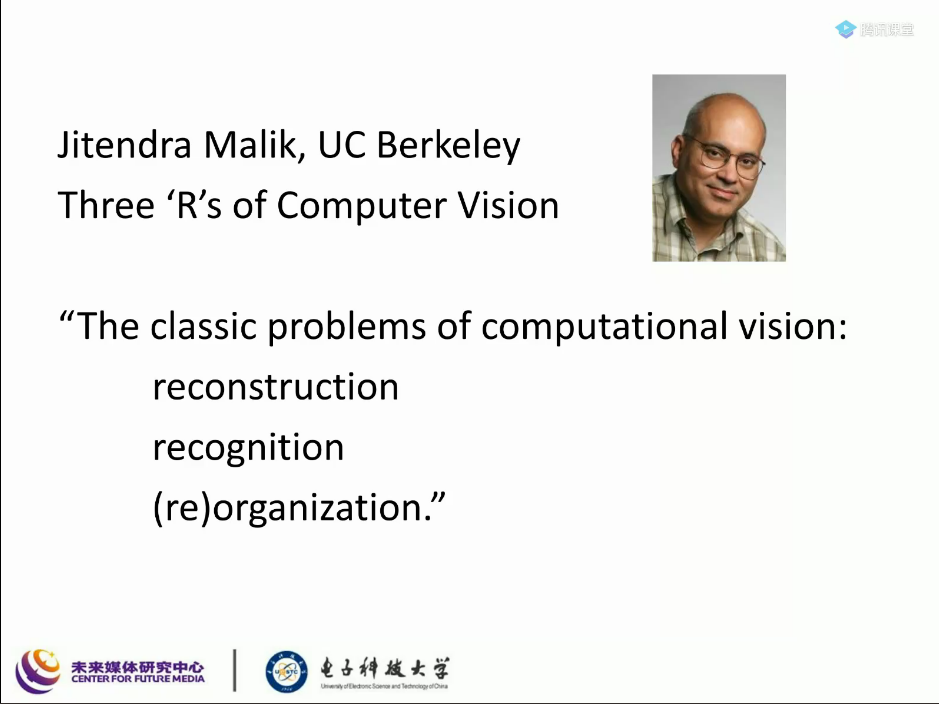 腾讯课堂
Jitendra Malik, UC Berkeley
Three ‘R’s of Computer Vision
“The classic problems of computational vision:
reconstruction
recognition
(re)organization.”
未来媒体研究中心
CENTER FOR FUTURE MEDIA
电子科技大学
University of Electronic Science and Technology of China